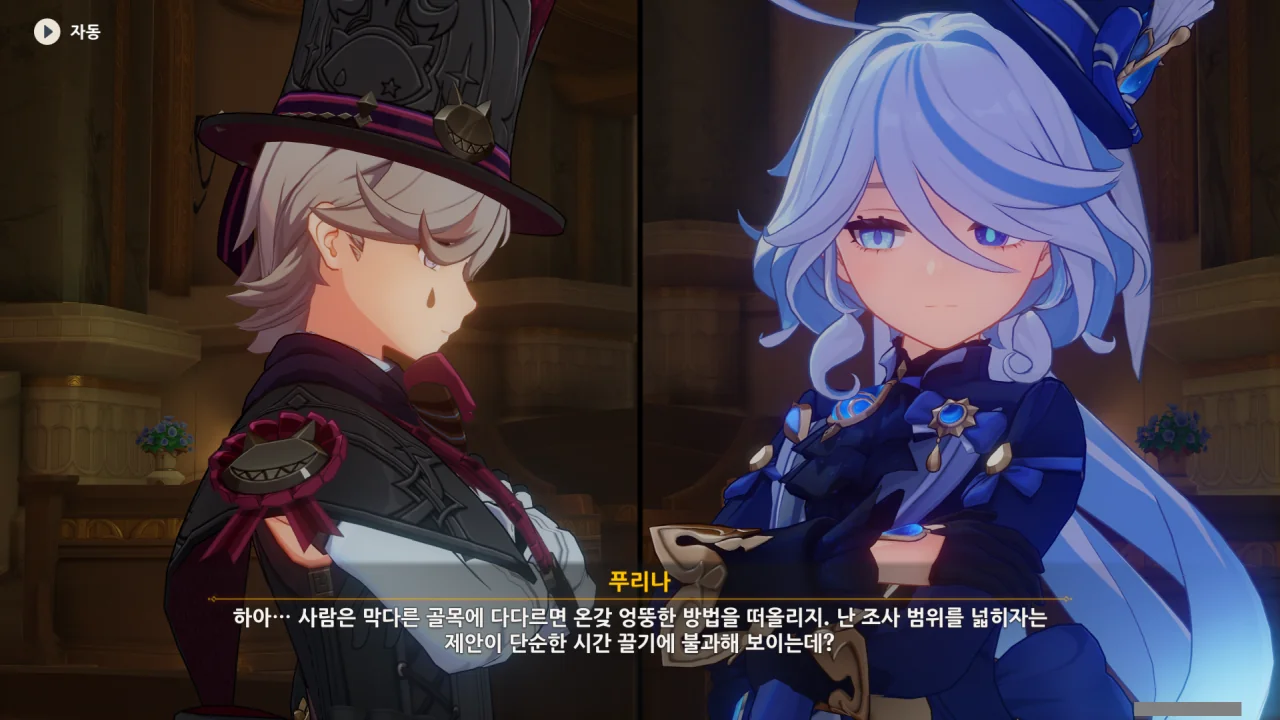 자동
푸리나
하아… 사람은 막다른 골목에 다다르면 온갖 엉뚱한 방법을 떠올리지. 난 조사 범위를 넓히자는
제안이 단순한 시간 끌기에 불과해 보이는데?